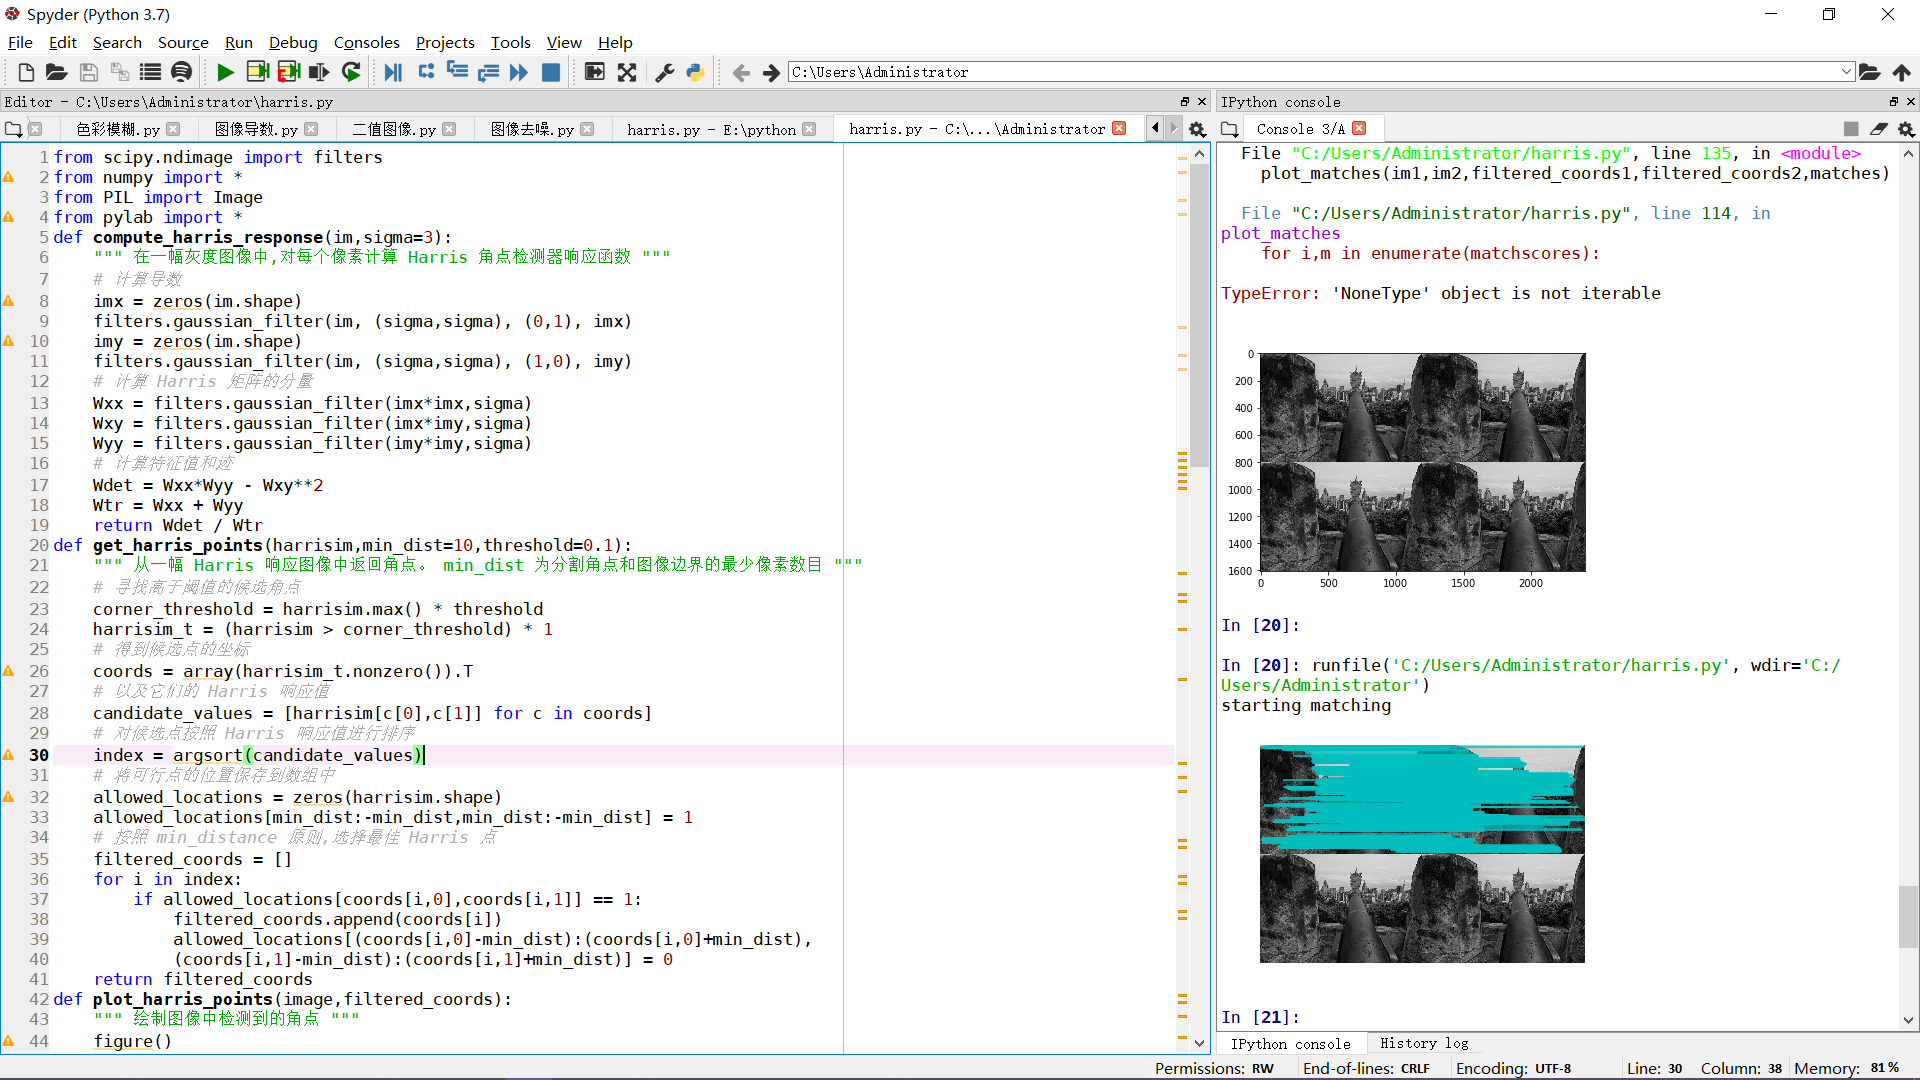 Spyder (Python 3.7)
File Edit Search Source Run Debug Consoles Projects Tools View Help
C:\Users\Administrator
Editor - C:\Users\Administrator\harris.py
色彩模糊.py 图像导数.py 二值图像.py 图像去噪.py harris.py - E:\python harris.py - C:\...\Administrator
1 from scipy.ndimage import filters
2 from numpy import *
3 from PIL import Image
4 from pylab import *
5 def compute_harris_response(im,sigma=3):
6 """ 在一幅灰度图像中,对每个像素计算 Harris 角点检测器响应函数 """
7 # 计算导数
8 imx = zeros(im.shape)
9 filters.gaussian_filter(im, (sigma,sigma), (0,1), imx)
10 imy = zeros(im.shape)
11 filters.gaussian_filter(im, (sigma,sigma), (1,0), imy)
12 # 计算 Harris 矩阵的分量
13 Wxx = filters.gaussian_filter(imx*imx,sigma)
14 Wxy = filters.gaussian_filter(imx*imy,sigma)
15 Wyy = filters.gaussian_filter(imy*imy,sigma)
16 # 计算特征值和迹
17 Wdet = Wxx*Wyy - Wxy**2
18 Wtr = Wxx + Wyy
19 return Wdet / Wtr
20 def get_harris_points(harrisim,min_dist=10,threshold=0.1):
21 """ 从一幅 Harris 响应图像中返回角点。 min_dist 为分割角点和图像边界的最少像素数目 """
22 # 寻找高于阈值的候选角点
23 corner_threshold = harrisim.max() * threshold
24 harrisim_t = (harrisim > corner_threshold) * 1
25 # 得到候选点的坐标
26 coords = array(harrisim_t.nonzero()).T
27 # 以及它们的 Harris 响应值
28 candidate_values = [harrisim[c[0],c[1]] for c in coords]
29 # 对候选点按照 Harris 响应值进行排序
30 index = argsort(candidate_values)
31 # 将可行点的位置保存到数组中
32 allowed_locations = zeros(harrisim.shape)
33 allowed_locations[min_dist:-min_dist,min_dist:-min_dist] = 1
34 # 按照 min_distance 原则,选择最佳 Harris 点
35 filtered_coords = []
36 for i in index:
37 if allowed_locations[coords[i,0],coords[i,1]] == 1:
38 filtered_coords.append(coords[i])
39 allowed_locations[(coords[i,0]-min_dist):(coords[i,0]+min_dist),
40 (coords[i,1]-min_dist):(coords[i,1]+min_dist)] = 0
41 return filtered_coords
42 def plot_harris_points(image,filtered_coords):
43 """ 绘制图像中检测到的角点 """
44 figure()
IPython console
Console 3/A
File "C:/Users/Administrator/harris.py", line 135, in <module>
plot_matches(im1,im2,filtered_coords1,filtered_coords2,matches)
File "C:/Users/Administrator/harris.py", line 114, in
plot_matches
for i,m in enumerate(matchscores):
TypeError: 'NoneType' object is not iterable
0
200
400
600
800
1000
1200
1400
1600
0 500 1000 1500 2000
In [20]:
In [20]: runfile('C:/Users/Administrator/harris.py', wdir='C:/
Users/Administrator')
starting matching
In [21]:
IPython console History log
Permissions: RW End-of-lines: CRLF Encoding: UTF-8 Line: 30 Column: 38 Memory: 81 %